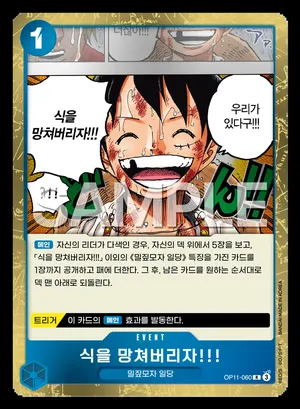 1
식을
망쳐버리자!!!
우리가
있다구!!!
SAMPLE
메인 자신의 리더가 다색인 경우, 자신의 덱 위에서 5장을 보고,
「식을 망쳐버리자!!!」 이외의 《밀짚모자 일당》 특징을 가진 카드를
1장까지 공개하고 패에 더한다. 그 후, 남은 카드를 원하는 순서대로
덱 맨 아래로 되돌린다.
트리거 이 카드의 메인 효과를 발동한다.
EVENT
식을 망쳐버리자!!!
밀짚모자 일당
OP11-060 R